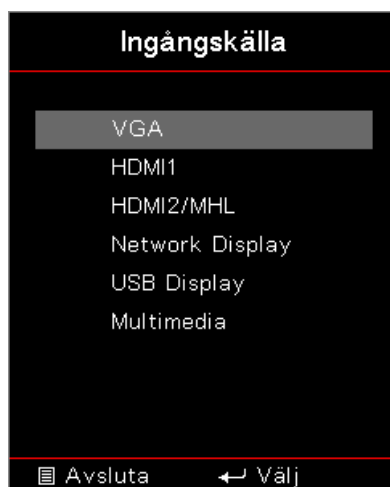 Ingångskälla
VGA
HDMI1
HDMI2/MHL
Network Display
USB Display
Multimedia
Avsluta Välj